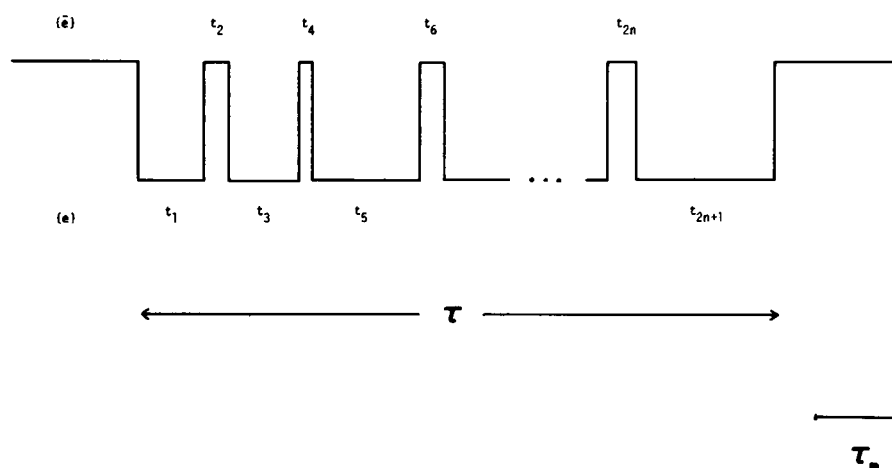 {ē} t₂ t₄ t₆ t₂ₙ
{e} t₁ t₃ t₅ t₂ₙ₊₁
τ